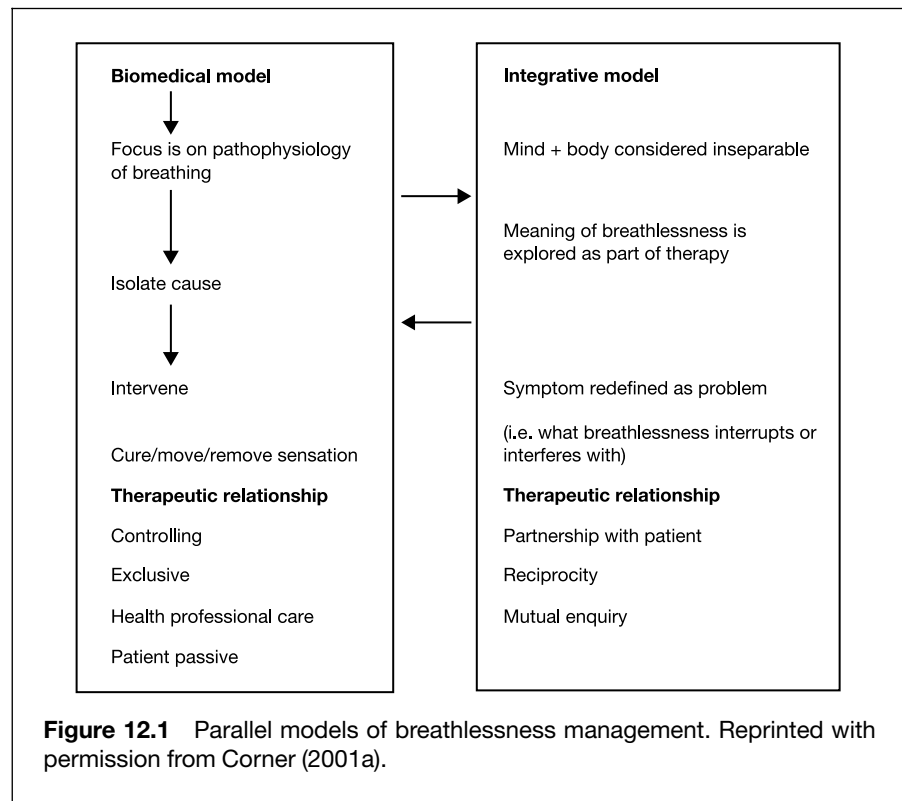 Biomedical model
Focus is on pathophysiology
of breathing
Isolate cause
Intervene
Cure/move/remove sensation
Therapeutic relationship
Controlling
Exclusive
Health professional care
Patient passive
Integrative model
Mind + body considered inseparable
Meaning of breathlessness is
explored as part of therapy
Symptom redefined as problem
(i.e. what breathlessness interrupts or
interferes with)
Therapeutic relationship
Partnership with patient
Reciprocity
Mutual enquiry
Figure 12.1 Parallel models of breathlessness management. Reprinted with
permission from Corner (2001a).